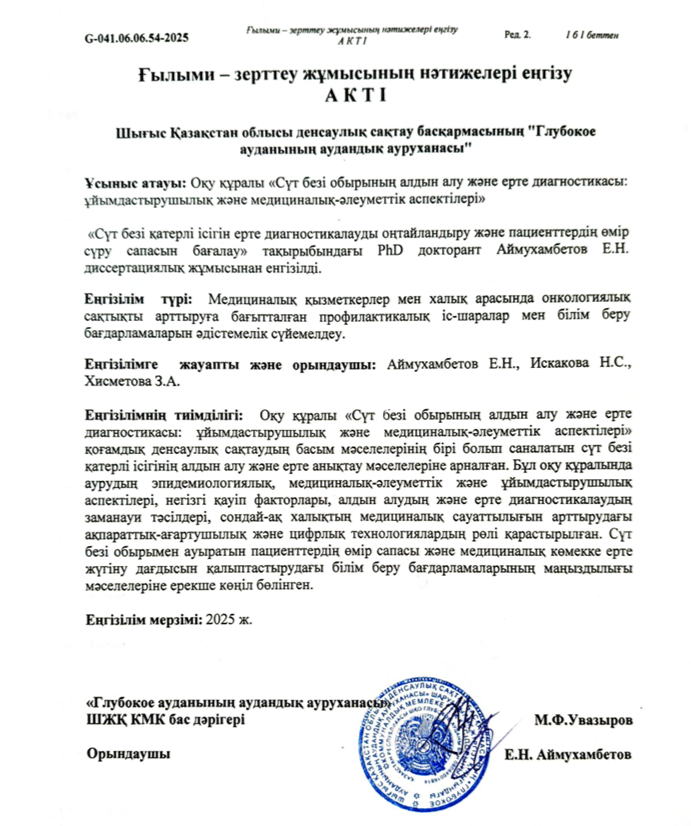 G-041.06.06.54-2025
Ғылыми – зерттеу жұмысының нәтижелері еңгізу
А К Т І
Ред. 2.
1 б 1 беттен
Ғылыми – зерттеу жұмысының нәтижелері еңгізу
А К Т І
Шығыс Қазақстан облысы денсаулық сақтау басқармасының "Глубокое
ауданының аудандық ауруханасы"
Ұсыныс атауы: Оқу құралы «Сүт безі обырының алдын алу және ерте диагностикасы:
ұйымдастырушылық және медициналық-әлеуметтік аспектілері»
«Сүт безі қатерлі ісігін ерте диагностикалауды оңтайландыру және пациенттердің өмір
сүру сапасын бағалау» тақырыбындағы PhD докторант Аймухамбетов Е.Н.
диссертациялық жұмысынан енгізілді.
Еңгізілім түрі: Медициналық қызметкерлер мен халық арасында онкологиялық
сақтықты арттыруға бағытталған профилактикалық іс-шаралар мен білім беру
бағдарламаларын әдістемелік сүйемелдеу.
Еңгізілімге жауапты және орындаушы: Аймухамбетов Е.Н., Искакова Н.С.,
Хисметова З.А.
Еңгізілімнің тиімділігі: Оқу құралы «Сүт безі обырының алдын алу және ерте
диагностикасы: ұйымдастырушылық және медициналық-әлеуметтік аспектілері»
қоғамдық денсаулық сақтаудың басым мәселелерінің бірі болып саналатын сүт безі
қатерлі ісігінің алдын алу және ерте анықтау мәселелеріне арналған. Бұл оқу құралында
аурудың эпидемиологиялық, медициналық-әлеуметтік және ұйымдастырушылық
аспектілері, негізгі қауіп факторлары, алдын алудың және ерте диагностикалаудың
заманауи тәсілдері, сондай-ақ халықтың медициналық сауаттылығын арттырудағы
ақпараттық-ағартушылық және цифрлық технологиялардың рөлі қарастырылған. Сүт
безі обырымен ауыратын пациенттердің өмір сапасы және медициналық көмекке ерте
жүгіну дағдысын қалыптастырудағы білім беру бағдарламаларының маңыздылығы
мәселелеріне ерекше көңіл бөлінген.
Еңгізілім мерзімі: 2025 ж.
«Глубокое ауданының аудандық ауруханасы»
ШЖҚ КМК бас дәрігері
М.Ф.Увазыров
Орындаушы
Е.Н. Аймухамбетов